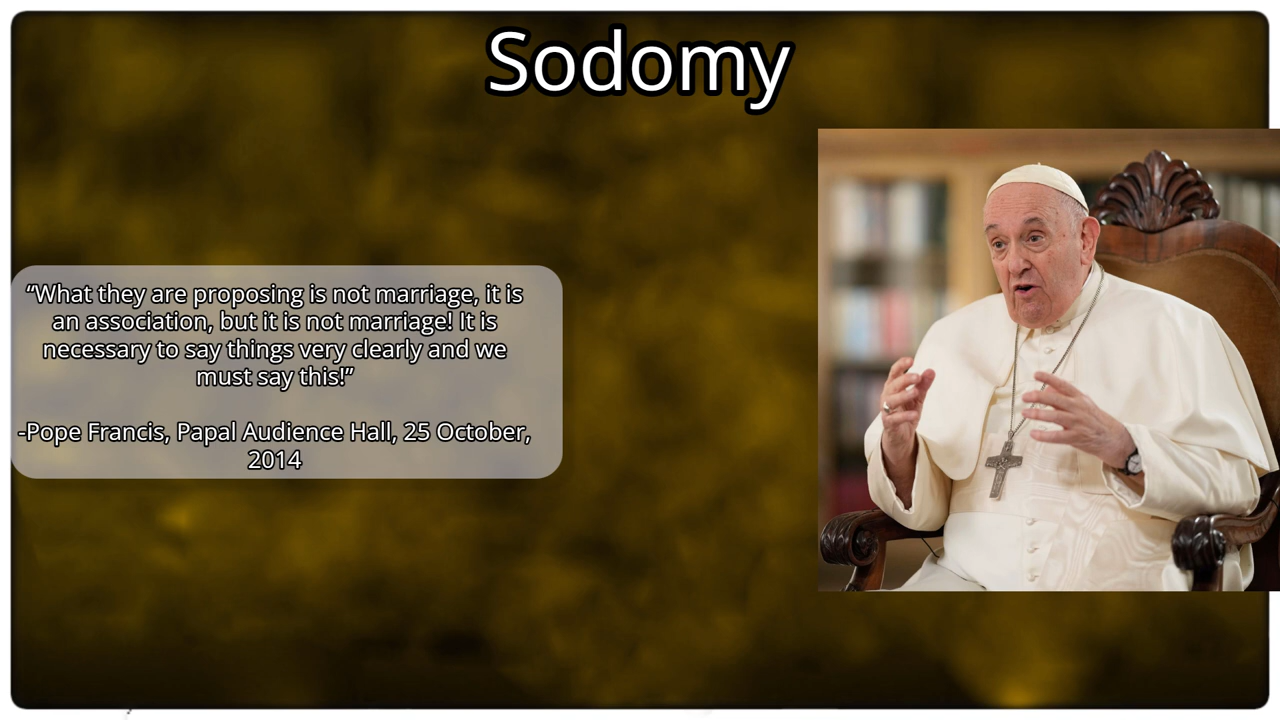 Sodomy
“What they are proposing is not marriage, it is
an association, but it is not marriage! It is
necessary to say things very clearly and we
must say this!”
-Pope Francis, Papal Audience Hall, 25 October,
2014